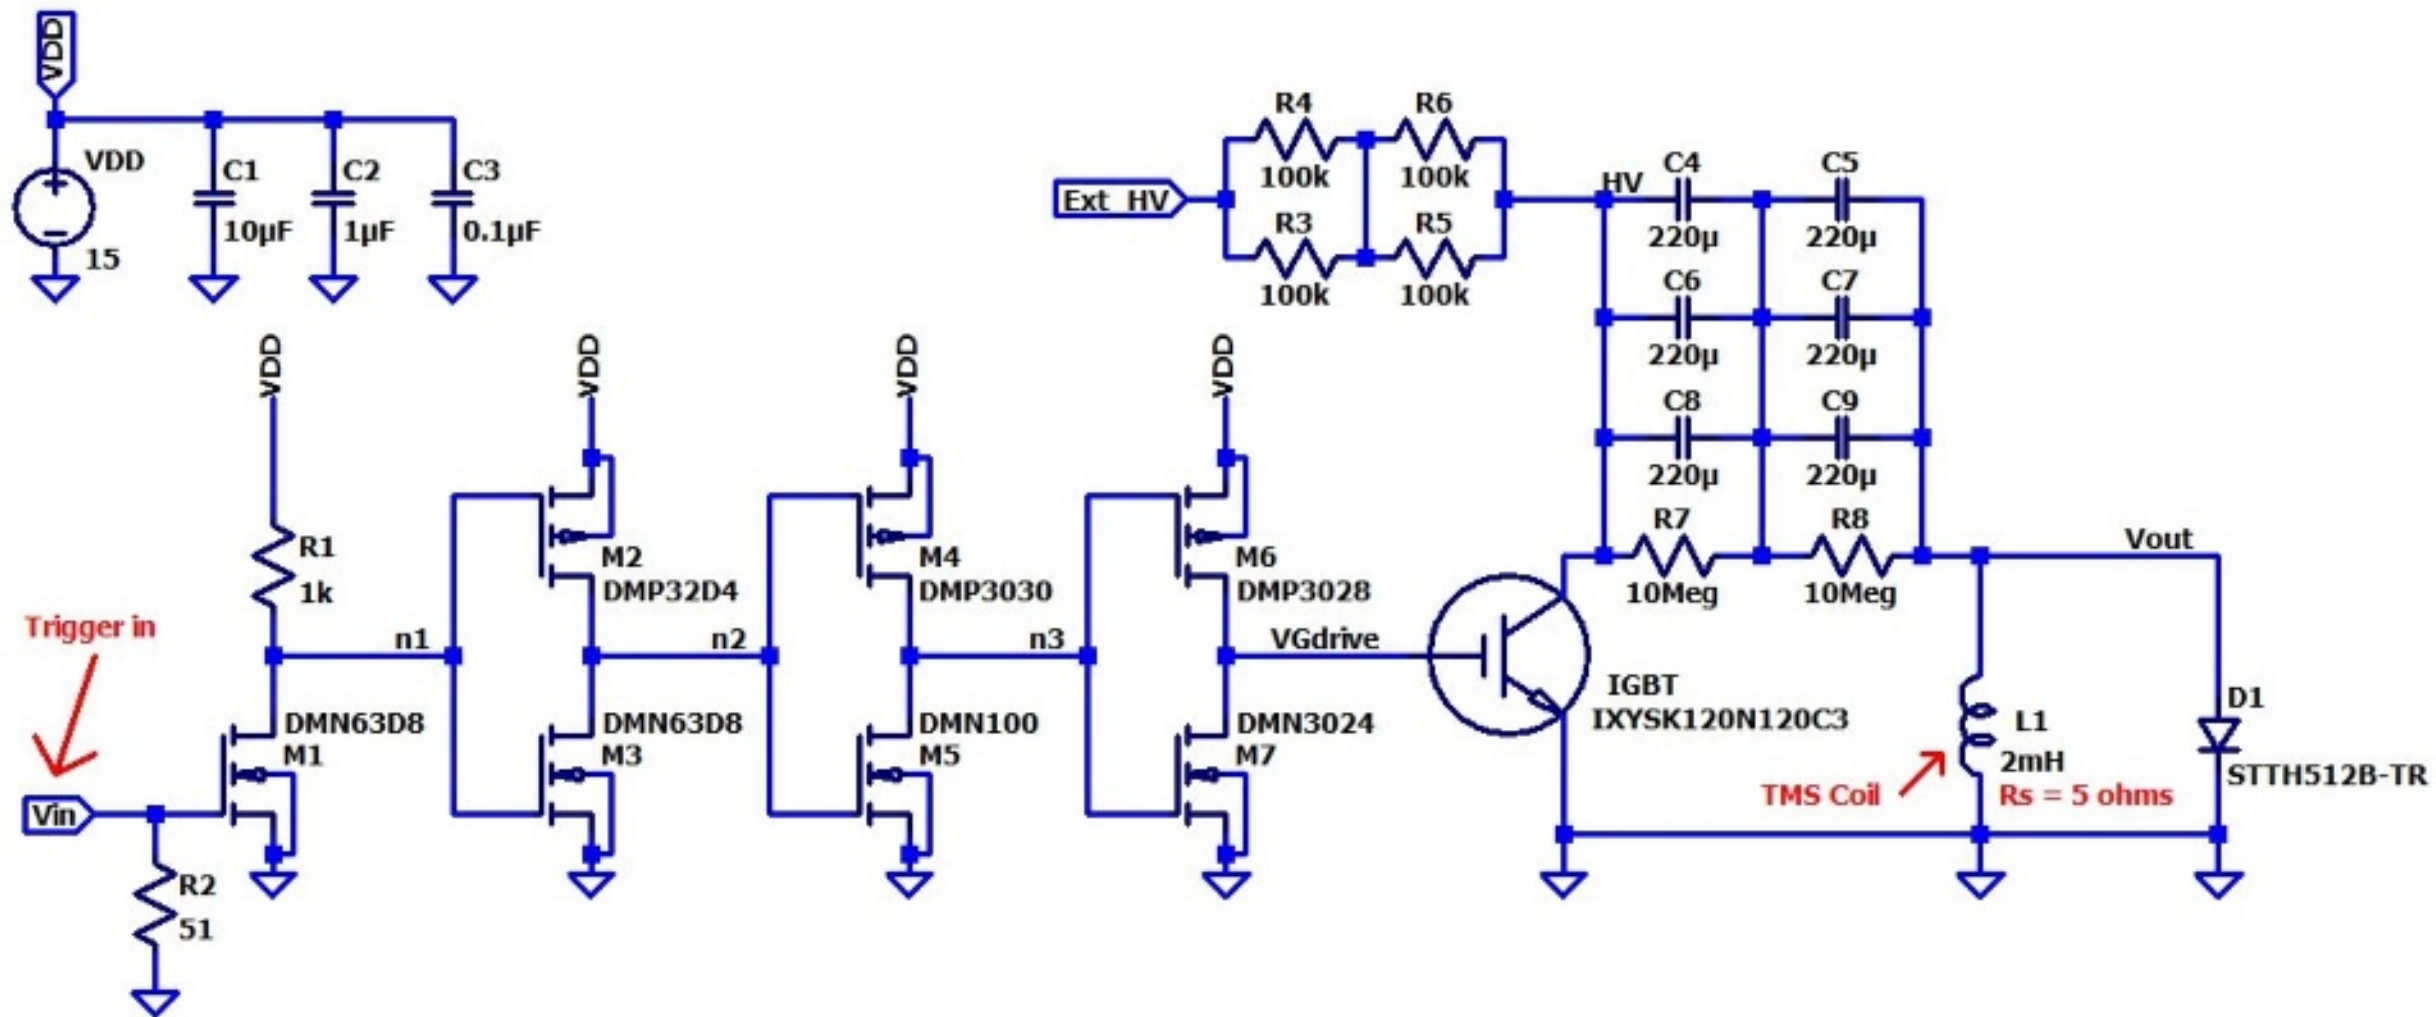 VDD
VDD
15
C1
10µF
C2
1µF
C3
0.1µF
Ext_HV
R4
100k
R6
100k
R3
100k
R5
100k
HV
C4
220µ
C5
220µ
C6
220µ
C7
220µ
C8
220µ
C9
220µ
R7
10Meg
R8
10Meg
Vout
VDD
R1
1k
Trigger in
Vin
R2
51
DMN63D8
M1
n1
VDD
M2
DMP32D4
DMN63D8
M3
n2
VDD
M4
DMP3030
DMN100
M5
n3
VDD
M6
DMP3028
VGdrive
DMN3024
M7
IGBT
IXYSK120N120C3
TMS Coil
L1
2mH
Rs = 5 ohms
D1
STTH512B-TR